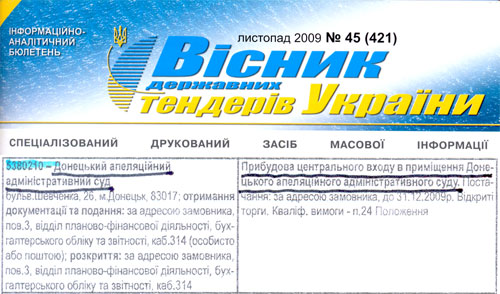 ІНФОРМАЦІЙНО-
АНАЛІТИЧНИЙ
БЮЛЕТЕНЬ
листопад 2009 № 45 (421)
Вісник
державних
тендерів України
СПЕЦІАЛІЗОВАНИЙ ДРУКОВАНИЙ ЗАСІБ МАСОВОЇ ІНФОРМАЦІЇ
5380210 – Донецький апеляційний
адміністративний суд
бульв.Шевченка, 26, м.Донецьк, 83017; отримання
документації та подання: за адресою замовника,
пов.3, відділ планово-фінансової діяльності, бух-
галтерського обліку та звітності, каб.314 (особисто
або поштою); розкриття: за адресою замовника,
пов.3, відділ планово-фінансової діяльності, бух-
галтерського обліку та звітності, каб.314
Прибудова центрального входу в приміщення Доне-
цького апеляційного адміністративного суду. Поста-
чання: за адресою замовника, до 31.12.2009р. Відкриті
торги. Кваліф. вимоги - п.24 Положення